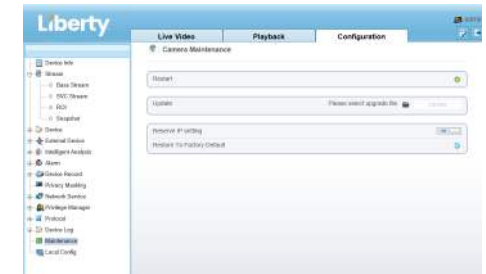 Liberty
Live Video
Playback
Configuration
Camera Maintenance
Device Info
Stream
Base Stream
SVC Stream
ROI
Snapshot
Device
External Device
Intelligent Analysis
Alarm
Device Record
Privacy Masking
Network Service
Privilege Manager
Protocol
Device Log
Maintenance
Local Config
Restart
Update
Please select upgrade file
Reserve IP setting
Restore To Factory Default